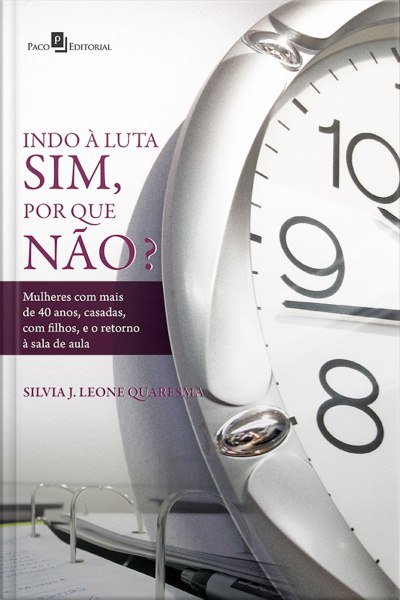 PACO EDITORIAL
INDO À LUTA
SIM,
POR QUE
NÃO?
Mulheres com mais
de 40 anos, casadas,
com filhos, e o retorno
à sala de aula
SILVIA J. LEONE QUARESMA
10
9
8